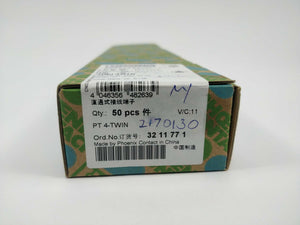 4 046356 482639
直通式接线端子
Qty.: 50 pcs 件 V/C:11
PT 4-TWIN 2170130
Ord.No.订货号: 32 11 77 1
Made by Phoenix Contact in China
中国制造